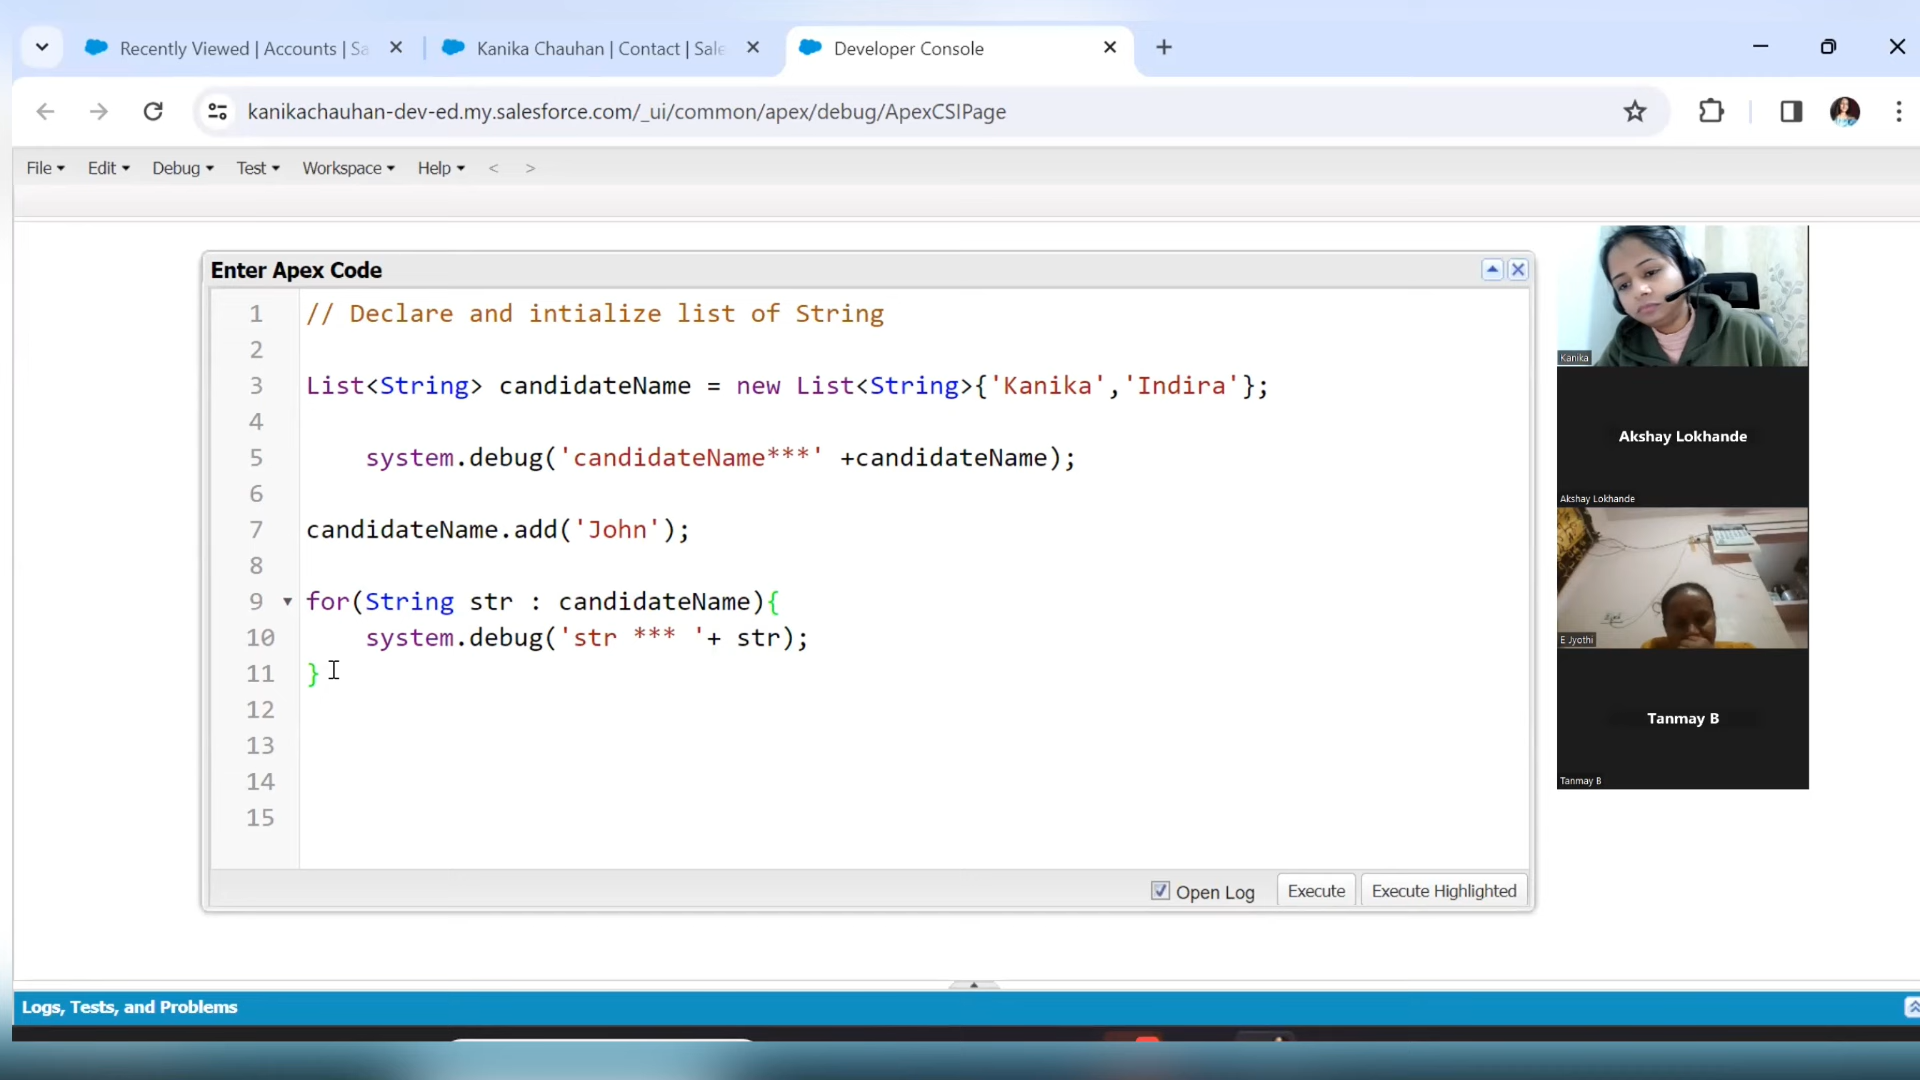 Recently Viewed | Accounts | Sa
Kanika Chauhan | Contact | Sale
Developer Console
kanikachauhan-dev-ed.my.salesforce.com/_ui/common/apex/debug/ApexCSIPage
File Edit Debug Test Workspace Help < >
Enter Apex Code
1 // Declare and intialize list of String
2
3 List<String> candidateName = new List<String>{'Kanika','Indira'};
4
5 system.debug('candidateName***' +candidateName);
6
7 candidateName.add('John');
8
9 for(String str : candidateName){
10 system.debug('str *** '+ str);
11 }
12
13
14
15
Open Log Execute Execute Highlighted
Kanika
Akshay Lokhande
Akshay Lokhande
E Jyothi
Tanmay B
Tanmay B
Logs, Tests, and Problems